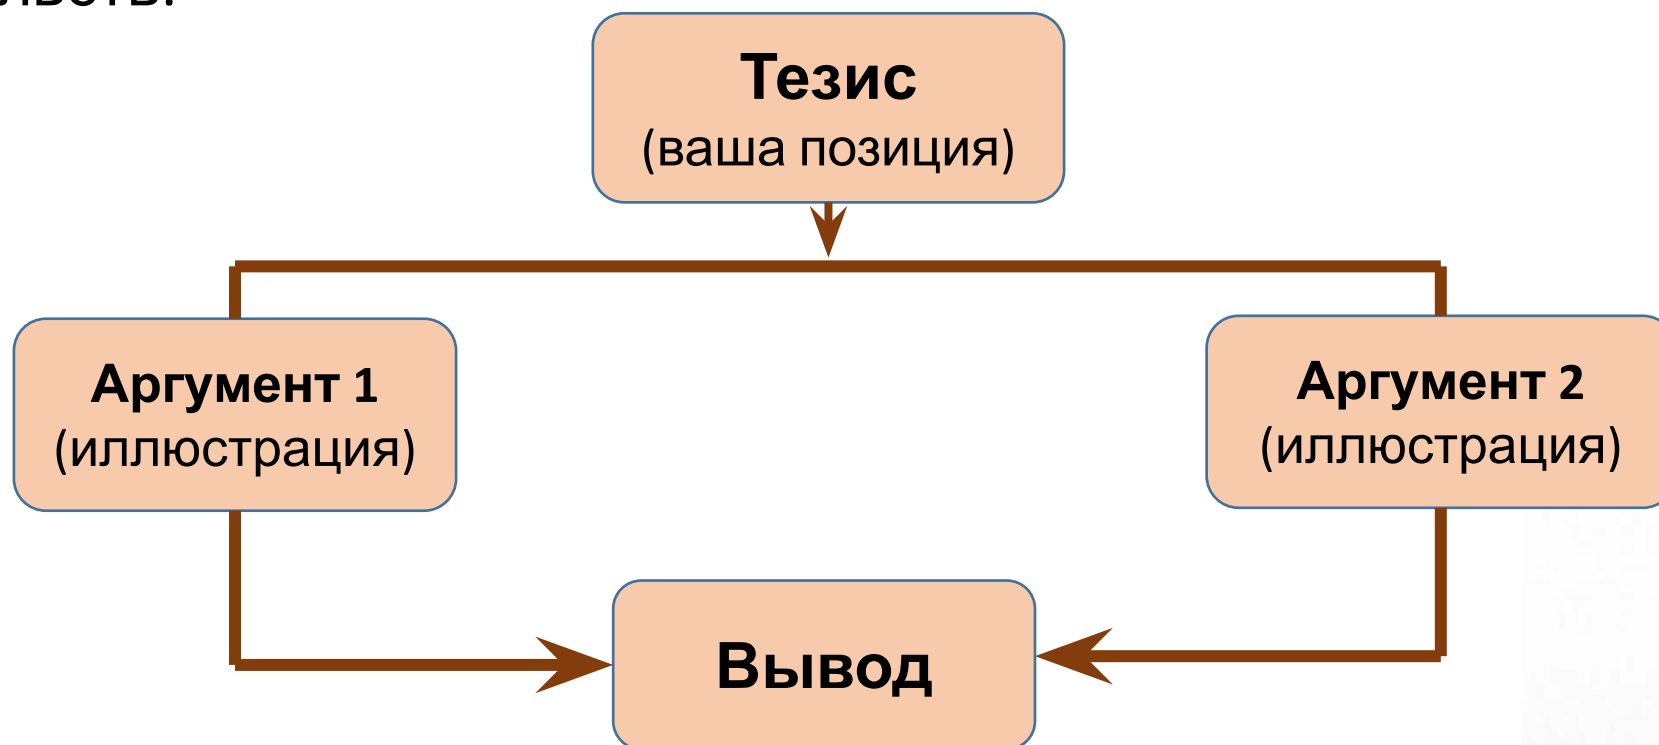 Тезис
(ваша позиция)
Аргумент 1
(иллюстрация)
Аргумент 2
(иллюстрация)
Вывод